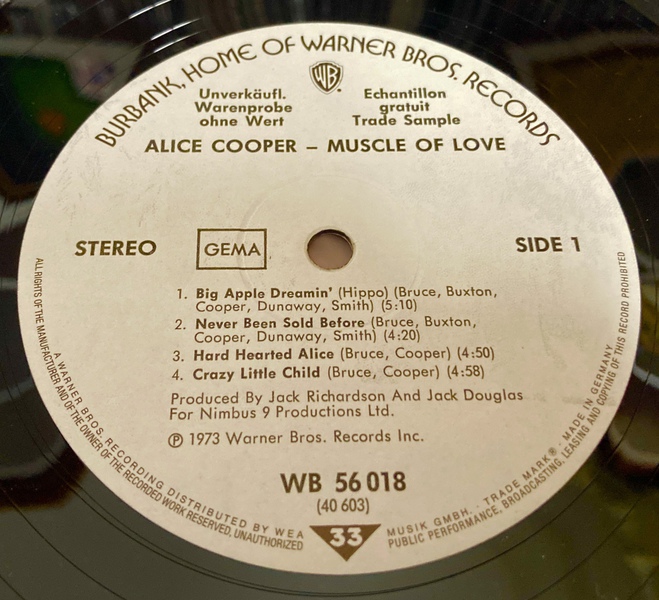 BURBANK, HOME OF WARNER BROS. RECORDS
WB
Unverkäufl.
Warenprobe
ohne Wert
Echantillon
gratuit
Trade Sample
ALICE COOPER – MUSCLE OF LOVE
STEREO
GEMA
SIDE 1
1. Big Apple Dreamin' (Hippo) (Bruce, Buxton,
Cooper, Dunaway, Smith) (5:10)
2. Never Been Sold Before (Bruce, Buxton,
Cooper, Dunaway, Smith) (4:20)
3. Hard Hearted Alice (Bruce, Cooper) (4:50)
4. Crazy Little Child (Bruce, Cooper) (4:58)
Produced By Jack Richardson And Jack Douglas
For Nimbus 9 Productions Ltd.
℗ 1973 Warner Bros. Records Inc.
WB 56 018
(40 603)
33
A WARNER BROS. RECORDING DISTRIBUTED BY WEA MUSIK GMBH. · TRADE MARK® · MADE IN GERMANY
ALL RIGHTS OF THE MANUFACTURER AND OF THE OWNER OF THE RECORDED WORK RESERVED, UNAUTHORIZED PUBLIC PERFORMANCE, BROADCASTING, LEASING AND COPYING OF THIS RECORD PROHIBITED